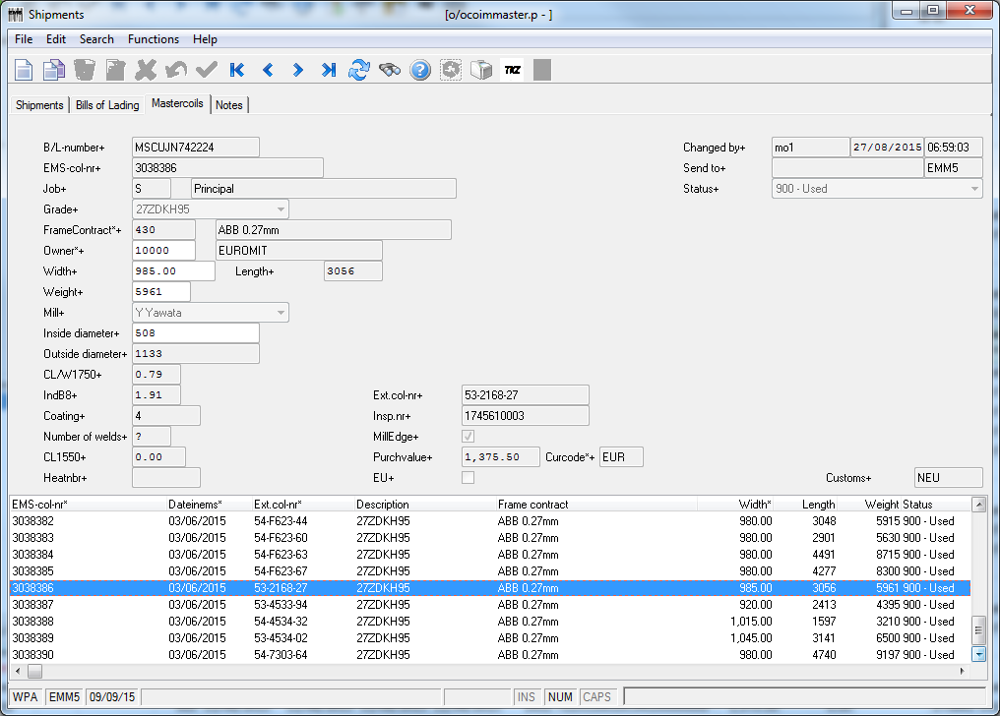 Shipments [o/ocoimmaster.p - ]
File Edit Search Functions Help
TKZ
Shipments Bills of Lading Mastercoils Notes
B/L-number+ MSCUJN742224 Changed by+ mo1 27/08/2015 06:59:03
EMS-col-nr+ 3038386 Send to+ EMM5
Job+ S Principal Status+ 900 - Used
Grade+ 27ZDKH95
FrameContract*+ 430 ABB 0.27mm
Owner*+ 10000 EUROMIT
Width+ 985.00 Length+ 3056
Weight+ 5961
Mill+ Y Yawata
Inside diameter+ 508
Outside diameter+ 1133
CL/W1750+ 0.79
IndB8+ 1.91 Ext.col-nr+ 53-2168-27
Coating+ 4 Insp.nr+ 1745610003
Number of welds+ ? MillEdge+
CL1550+ 0.00 Purchvalue+ 1,375.50 Curcode*+ EUR
Heatnbr+ EU+ Customs+ NEU
EMS-col-nr* Dateinems* Ext.col-nr* Description Frame contract Width* Length Weight Status
3038382 03/06/2015 54-F623-44 27ZDKH95 ABB 0.27mm 980.00 3048 5915 900 - Used
3038383 03/06/2015 54-F623-60 27ZDKH95 ABB 0.27mm 980.00 2901 5630 900 - Used
3038384 03/06/2015 54-F623-63 27ZDKH95 ABB 0.27mm 980.00 4491 8715 900 - Used
3038385 03/06/2015 54-F623-67 27ZDKH95 ABB 0.27mm 980.00 4277 8300 900 - Used
3038386 03/06/2015 53-2168-27 27ZDKH95 ABB 0.27mm 985.00 3056 5961 900 - Used
3038387 03/06/2015 53-4533-94 27ZDKH95 ABB 0.27mm 920.00 2413 4395 900 - Used
3038388 03/06/2015 54-4534-32 27ZDKH95 ABB 0.27mm 1,015.00 1597 3210 900 - Used
3038389 03/06/2015 53-4534-02 27ZDKH95 ABB 0.27mm 1,045.00 3141 6500 900 - Used
3038390 03/06/2015 54-7303-64 27ZDKH95 ABB 0.27mm 980.00 4740 9197 900 - Used
WPA EMM5 09/09/15 INS NUM CAPS